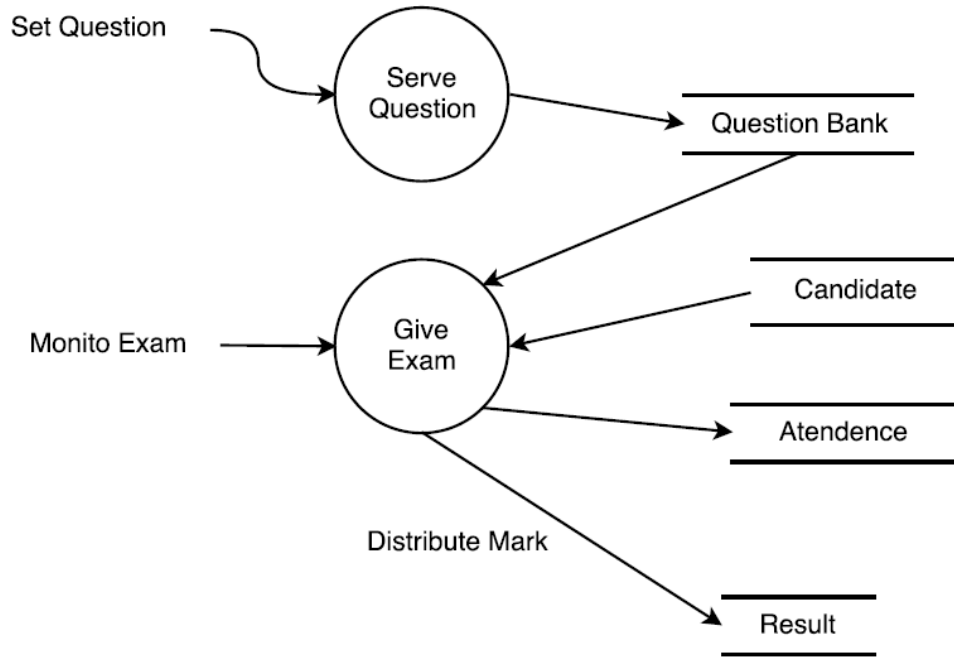 Set Question
Serve
Question
Question Bank
Candidate
Give
Exam
Monito Exam
Atendence
Distribute Mark
Result